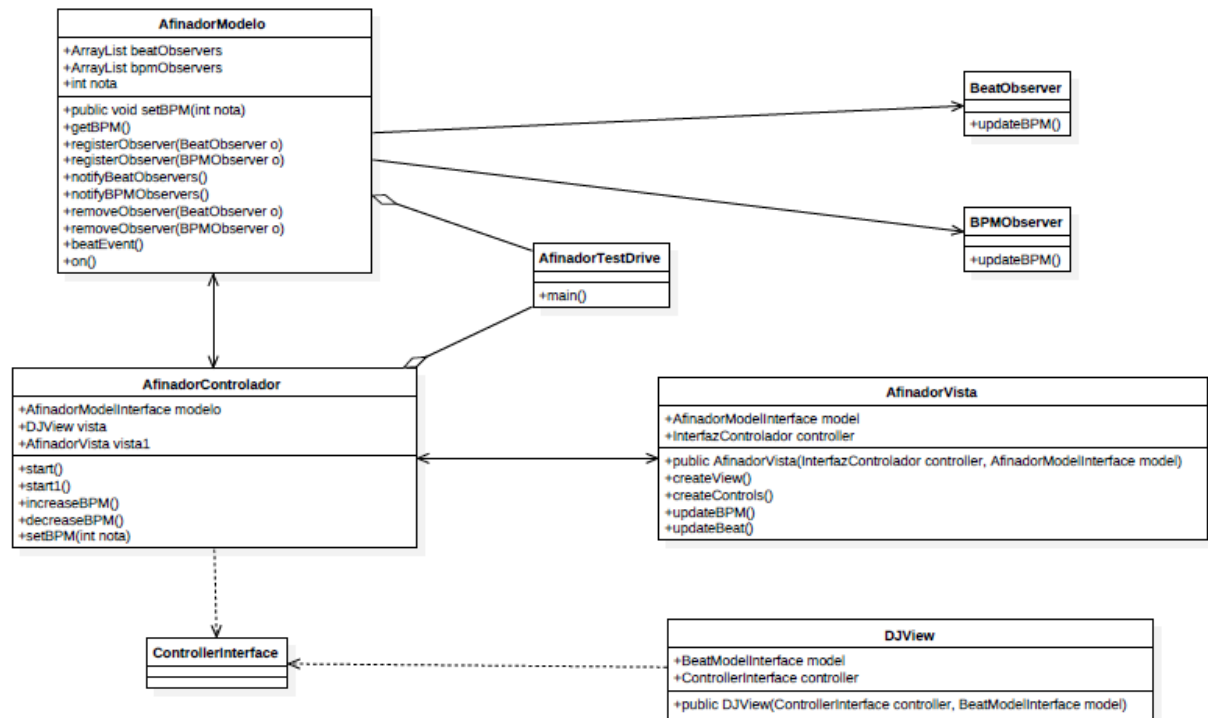 AfinadorModelo
+ArrayList beatObservers
+ArrayList bpmObservers
+int nota
+public void setBPM(int nota)
+getBPM()
+registerObserver(BeatObserver o)
+registerObserver(BPMObserver o)
+notifyBeatObservers()
+notifyBPMObservers()
+removeObserver(BeatObserver o)
+removeObserver(BPMObserver o)
+beatEvent()
+on()
BeatObserver
+updateBPM()
BPMObserver
+updateBPM()
AfinadorTestDrive
+main()
AfinadorControlador
+AfinadorModelInterface modelo
+DJView vista
+AfinadorVista vista1
+start()
+start1()
+increaseBPM()
+decreaseBPM()
+setBPM(int nota)
AfinadorVista
+AfinadorModelInterface model
+InterfazControlador controller
+public AfinadorVista(InterfazControlador controller, AfinadorModelInterface model)
+createView()
+createControls()
+updateBPM()
+updateBeat()
ControllerInterface
DJView
+BeatModelInterface model
+ControllerInterface controller
+public DJView(ControllerInterface controller, BeatModelInterface model)